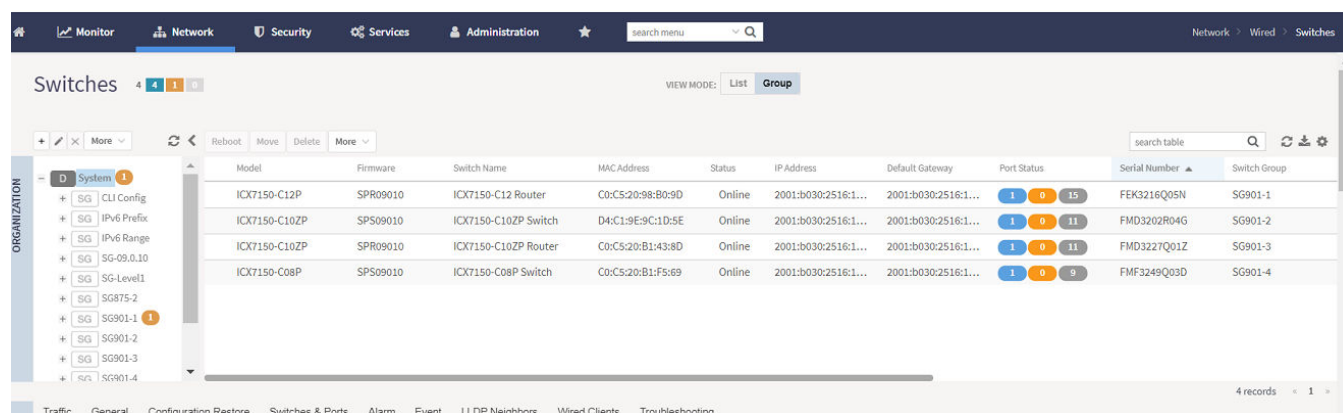 Monitor Network Security Services Administration search menu Network > Wired > Switches
Switches 4 4 1 0 VIEW MODE: List Group
+ More Reboot Move Delete More search table
Model Firmware Switch Name MAC Address Status IP Address Default Gateway Port Status Serial Number Switch Group
ORGANIZATION
D System 1
SG CLI Config
SG IPv6 Prefix
SG IPv6 Range
SG SG-09.0.10
SG SG-Level1
SG SG875-2
SG SG901-1 1
SG SG901-2
SG SG901-3
SG SG901-4
ICX7150-C12P SPR09010 ICX7150-C12 Router C0:C5:20:98:B0:9D Online 2001:b030:2516:1... 2001:b030:2516:1... 1 0 15 FEK3216Q05N SG901-1
ICX7150-C10ZP SPS09010 ICX7150-C10ZP Switch D4:C1:9E:9C:1D:5E Online 2001:b030:2516:1... 2001:b030:2516:1... 1 0 11 FMD3202R04G SG901-2
ICX7150-C10ZP SPR09010 ICX7150-C10ZP Router C0:C5:20:B1:43:8D Online 2001:b030:2516:1... 2001:b030:2516:1... 1 0 11 FMD3227Q01Z SG901-3
ICX7150-C08P SPS09010 ICX7150-C08P Switch C0:C5:20:B1:F5:69 Online 2001:b030:2516:1... 2001:b030:2516:1... 1 0 9 FMF3249Q03D SG901-4
4 records « 1 »
Traffic General Configuration Restore Switches & Ports Alarm Event LLDP Neighbors Wired Clients Troubleshooting